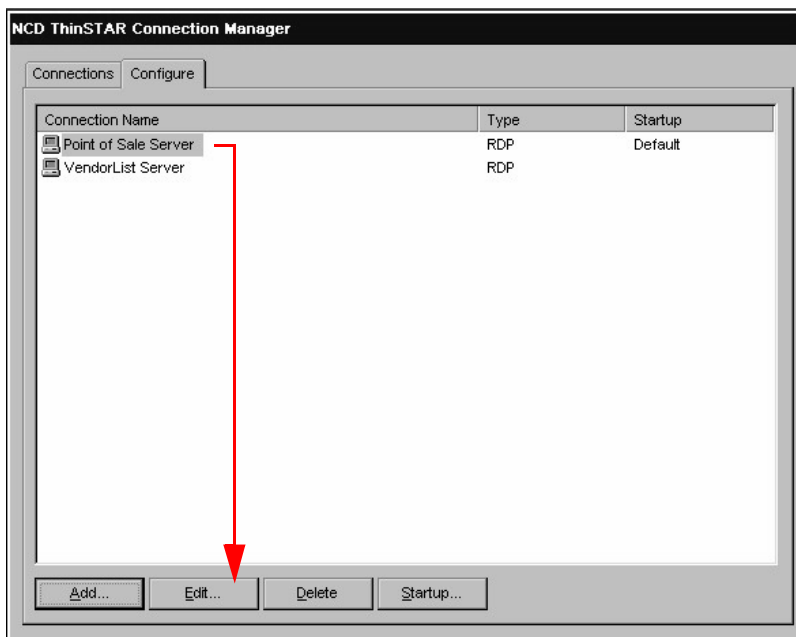 NCD ThinSTAR Connection Manager
Connections Configure
Connection Name Type Startup
Point of Sale Server RDP Default
VendorList Server RDP
Add... Edit... Delete Startup...